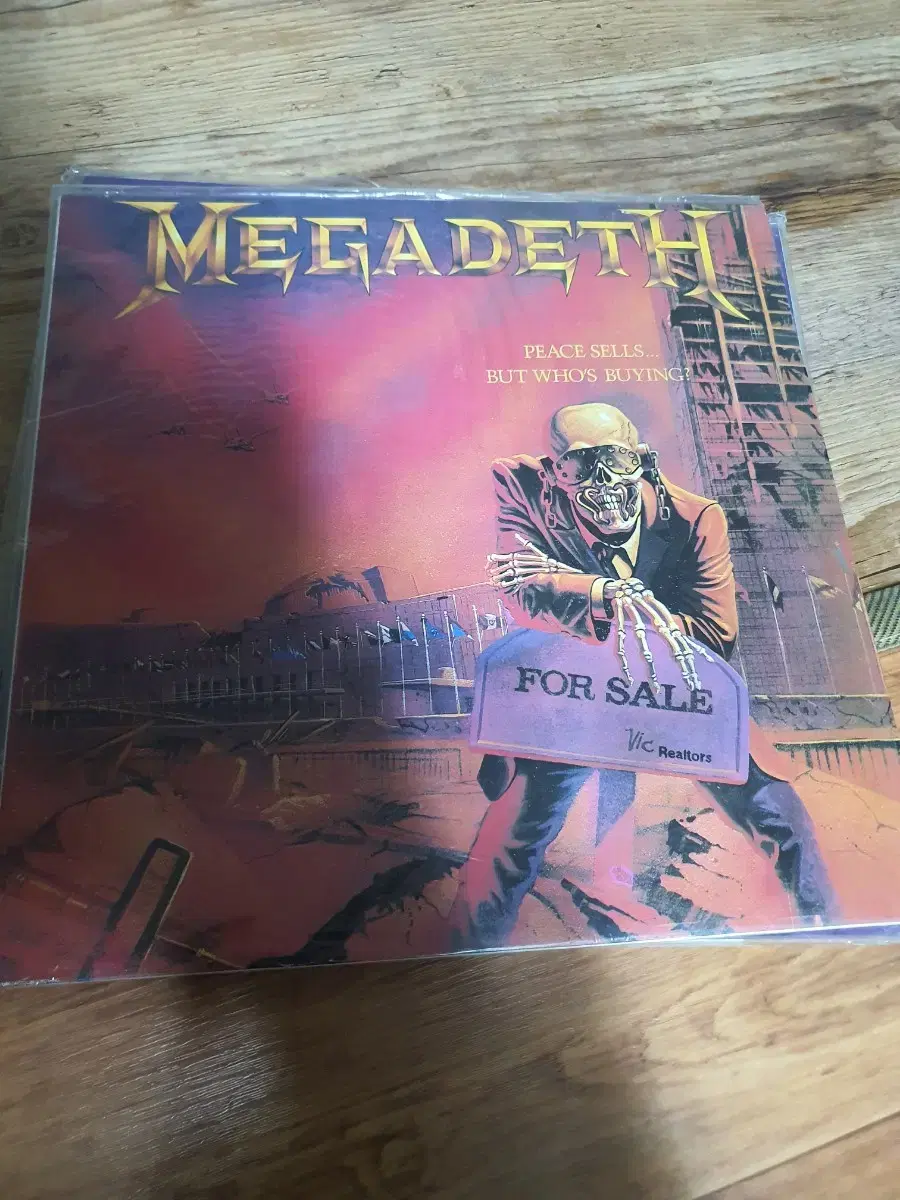 MEGADETH
PEACE SELLS...
BUT WHO'S BUYING?
FOR SALE
Vic Realtors